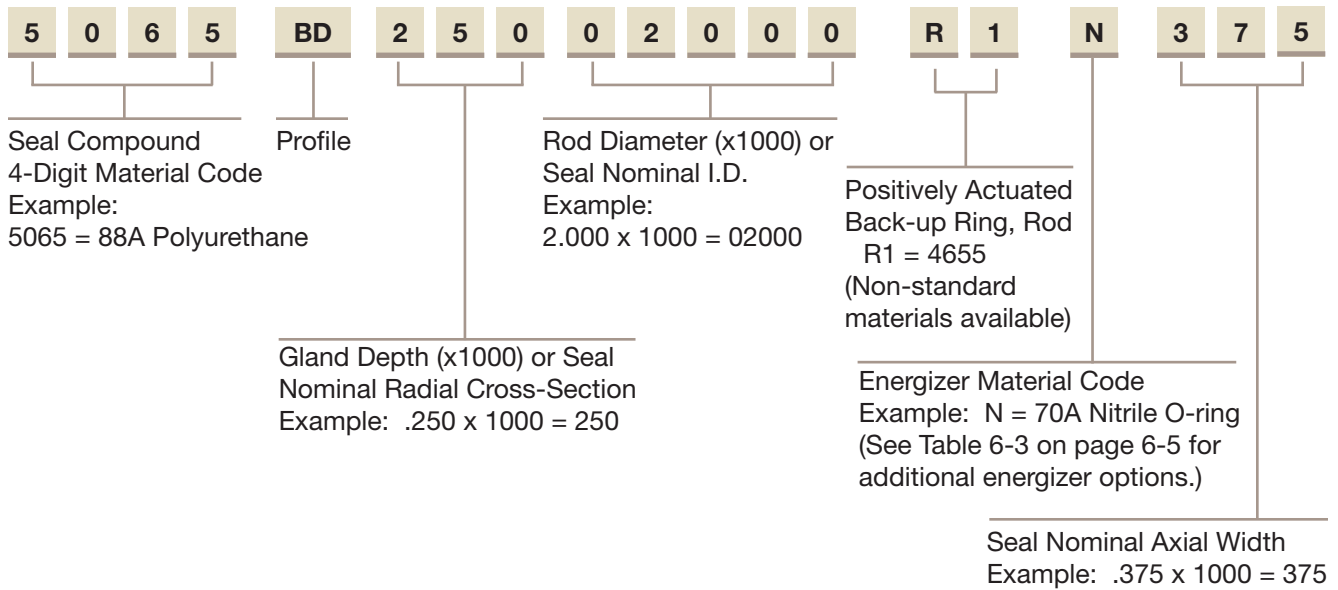 5 0 6 5 BD 2 5 0 0 2 0 0 0 R 1 N 3 7 5
Seal Compound
4-Digit Material Code
Example:
5065 = 88A Polyurethane
Profile
Gland Depth (x1000) or Seal
Nominal Radial Cross-Section
Example: .250 x 1000 = 250
Rod Diameter (x1000) or
Seal Nominal I.D.
Example:
2.000 x 1000 = 02000
Positively Actuated
Back-up Ring, Rod
R1 = 4655
(Non-standard
materials available)
Energizer Material Code
Example: N = 70A Nitrile O-ring
(See Table 6-3 on page 6-5 for
additional energizer options.)
Seal Nominal Axial Width
Example: .375 x 1000 = 375